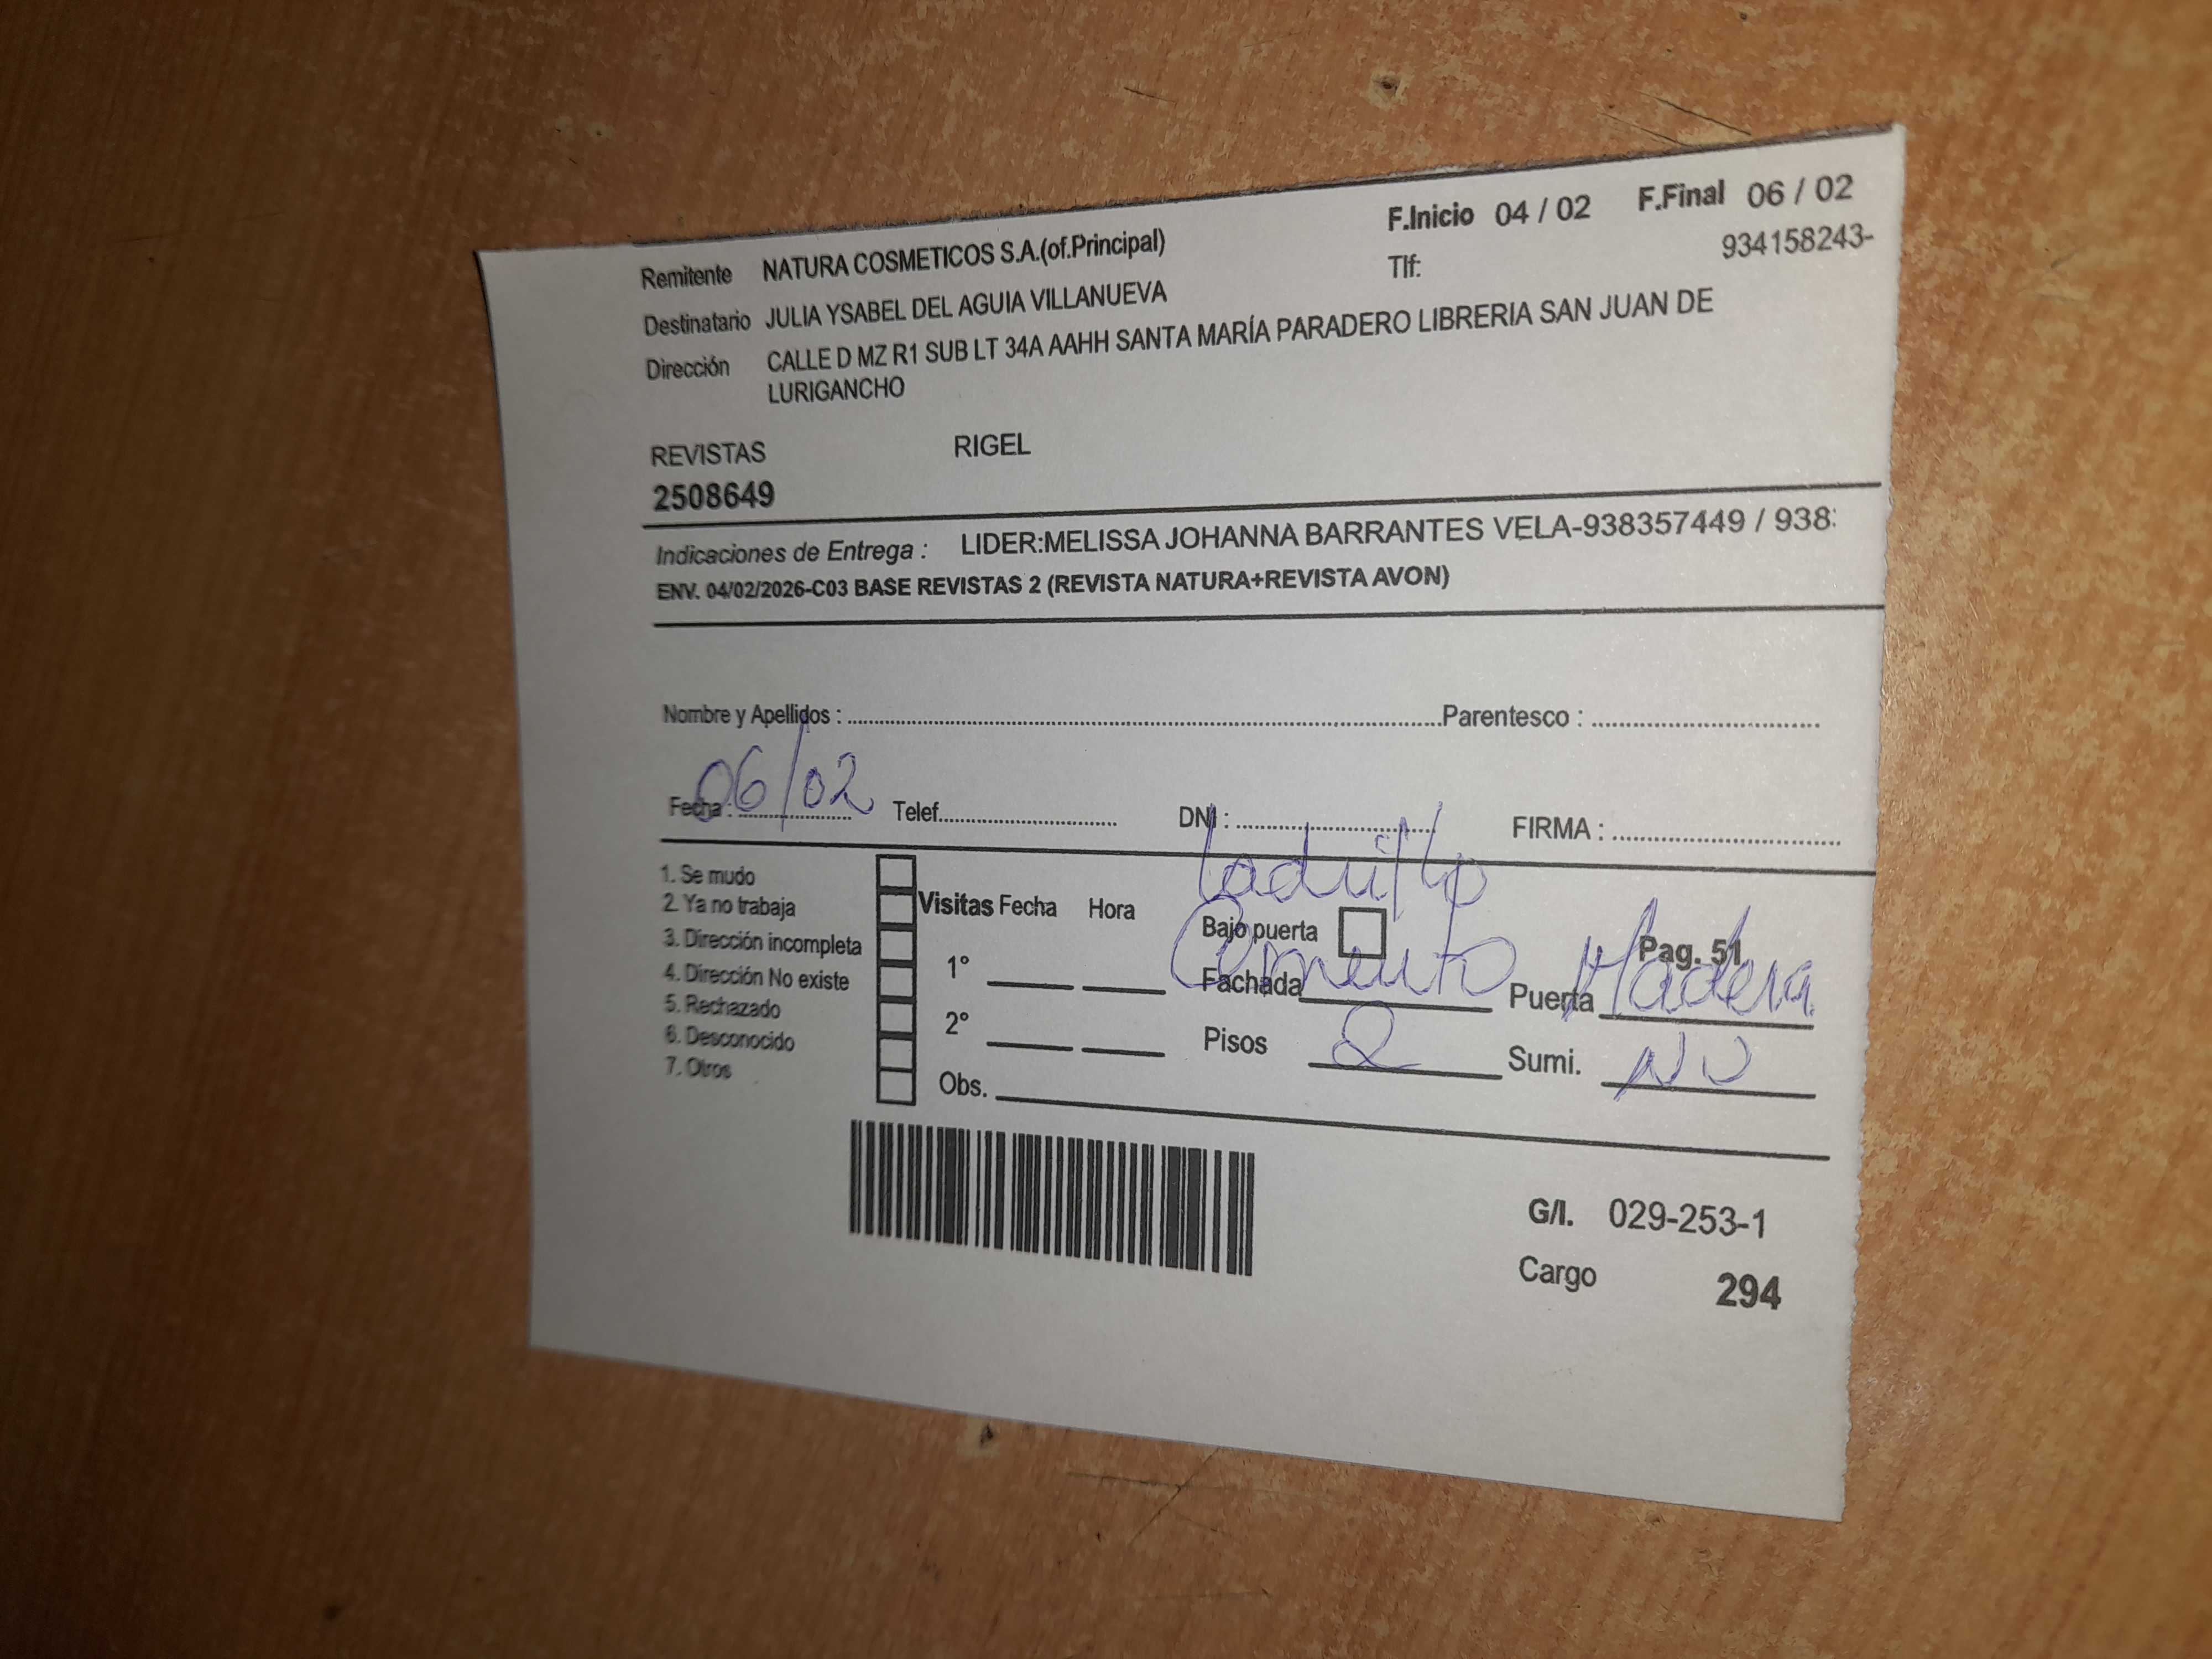 F.Inicio 04 / 02 F.Final 06 / 02
Remitente NATURA COSMETICOS S.A.(of.Principal) Tlf: 934158243-
Destinatario JULIA YSABEL DEL AGUIA VILLANUEVA
Dirección CALLE D MZ R1 SUB LT 34A AAHH SANTA MARÍA PARADERO LIBRERIA SAN JUAN DE
LURIGANCHO
REVISTAS RIGEL
2508649
Indicaciones de Entrega : LIDER:MELISSA JOHANNA BARRANTES VELA-938357449 / 938
ENV. 04/02/2026-C03 BASE REVISTAS 2 (REVISTA NATURA+REVISTA AVON)
Nombre y Apellidos : Parentesco :
Fecha : 06/02 Telef. DNI : FIRMA :
1. Se mudo ladrillo
2. Ya no trabaja Visitas Fecha Hora Bajo puerta Pag. 51
3. Dirección incompleta
4. Dirección No existe 1° Fachada Cemento Puerta Madera
5. Rechazado
6. Desconocido 2° Pisos 2 Sumi. NO
7. Otros Obs.
G/I. 029-253-1
Cargo 294